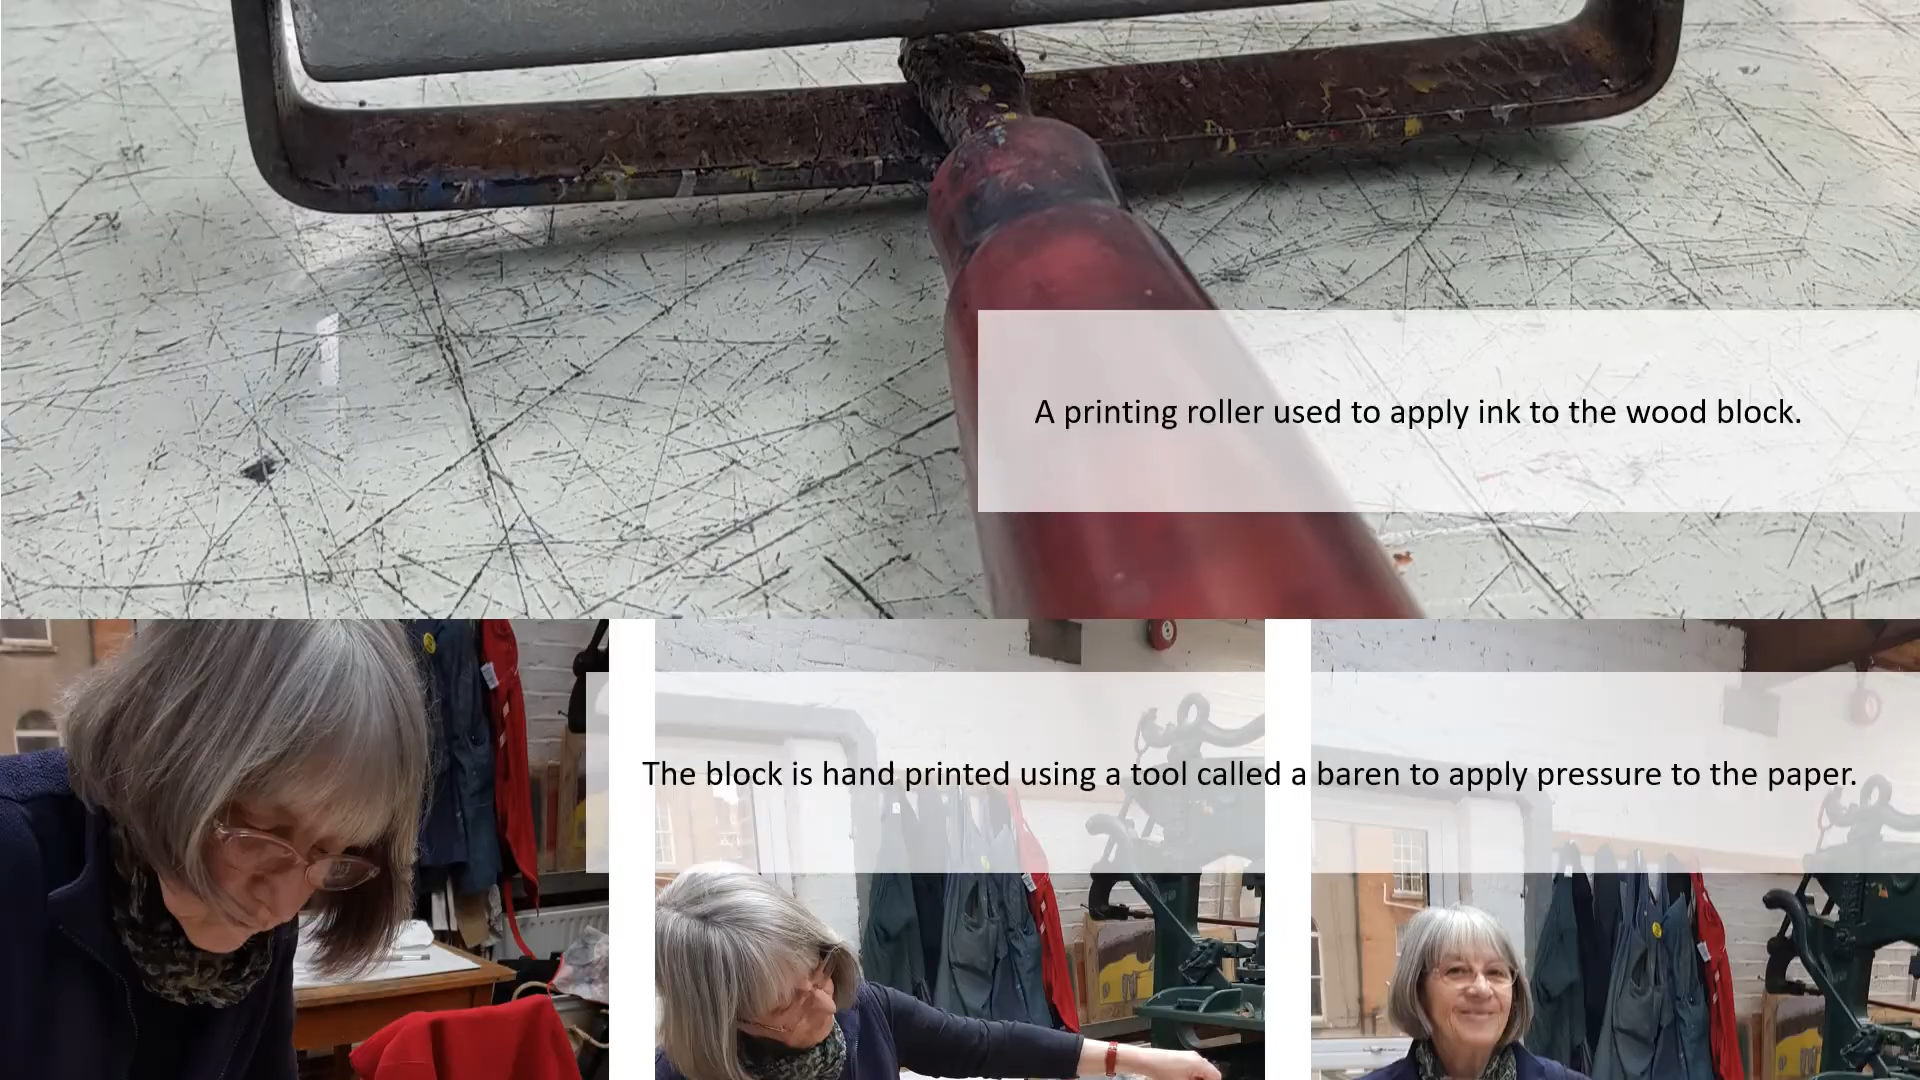 A printing roller used to apply ink to the wood block.
The block is hand printed using a tool called a baren to apply pressure to the paper.